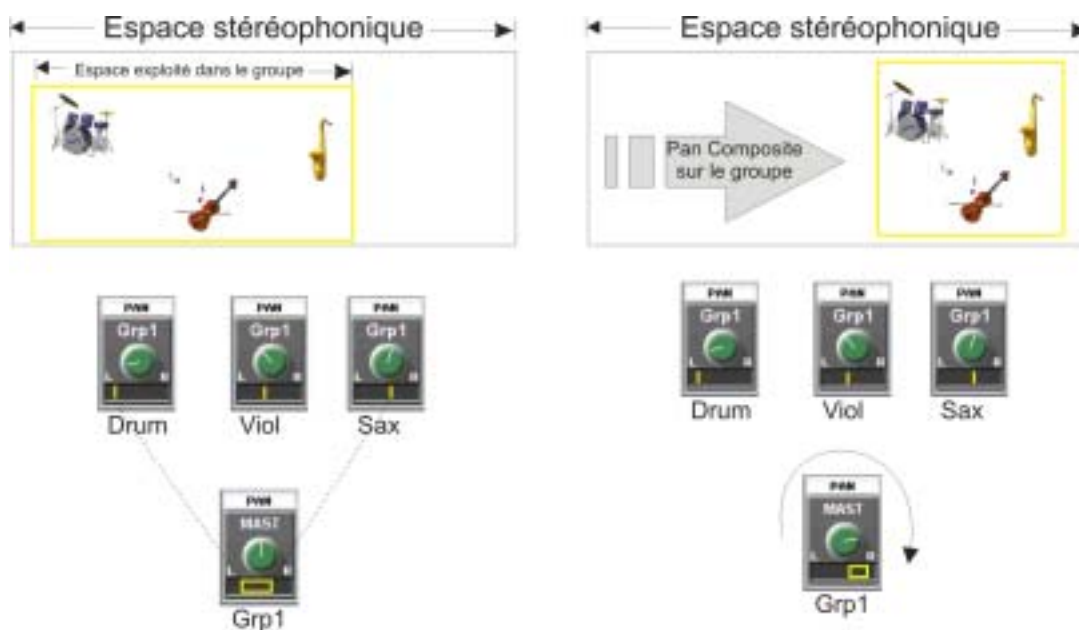 Espace stéréophonique
Espace exploité dans le groupe
PAN
Grp1
L R
Drum
PAN
Grp1
L R
Viol
PAN
Grp1
L R
Sax
PAN
MAST
L R
Grp1
Espace stéréophonique
Pan Composite
sur le groupe
PAN
Grp1
L R
Drum
PAN
Grp1
L R
Viol
PAN
Grp1
L R
Sax
PAN
MAST
L R
Grp1